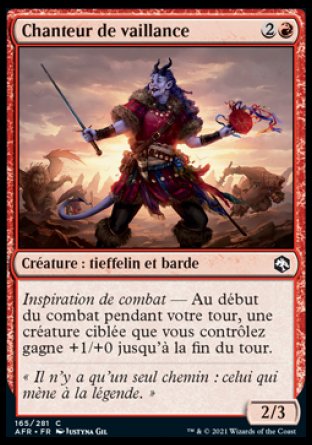 Chanteur de vaillance 2
Créature : tieffelin et barde
Inspiration de combat — Au début
du combat pendant votre tour, une
créature ciblée que vous contrôlez
gagne +1/+0 jusqu'à la fin du tour.
« Il n'y a qu'un seul chemin : celui qui
mène à la légende. »
2/3
165/281 C
AFR • FR Justyna Gil
™ & © 2021 Wizards of the Coast